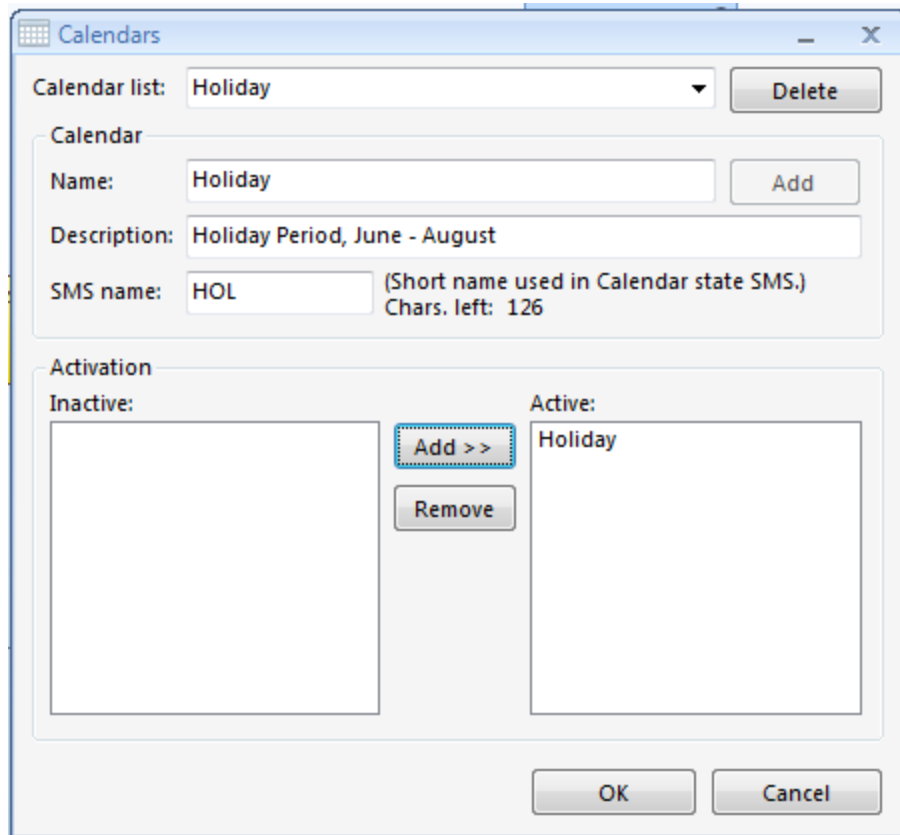 Calendars
Calendar list: Holiday Delete
Calendar
Name: Holiday Add
Description: Holiday Period, June - August
SMS name: HOL (Short name used in Calendar state SMS.)
Chars. left: 126
Activation
Inactive: Active:
Add >> Holiday
Remove
OK Cancel